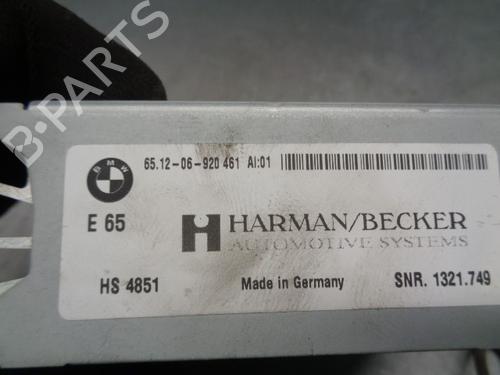 B-PARTS
BMW
65.12-06-920 461 AI:01
E 65
H HARMAN/BECKER
AUTOMOTIVE SYSTEMS
HS 4851
Made in Germany
SNR. 1321.749